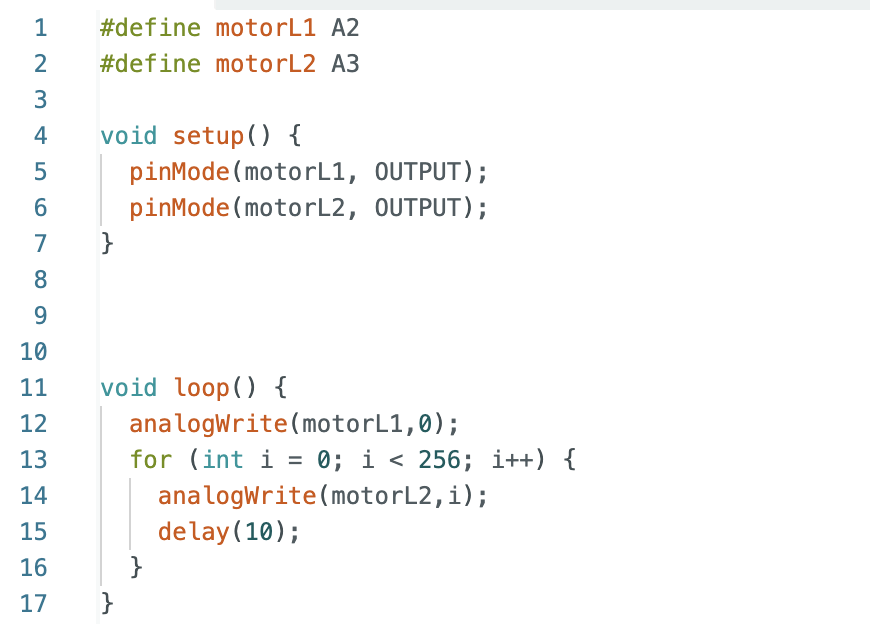 1 #define motorL1 A2
2 #define motorL2 A3
3
4 void setup() {
5   pinMode(motorL1, OUTPUT);
6   pinMode(motorL2, OUTPUT);
7 }
8
9
10
11 void loop() {
12   analogWrite(motorL1,0);
13   for (int i = 0; i < 256; i++) {
14     analogWrite(motorL2,i);
15     delay(10);
16   }
17 }